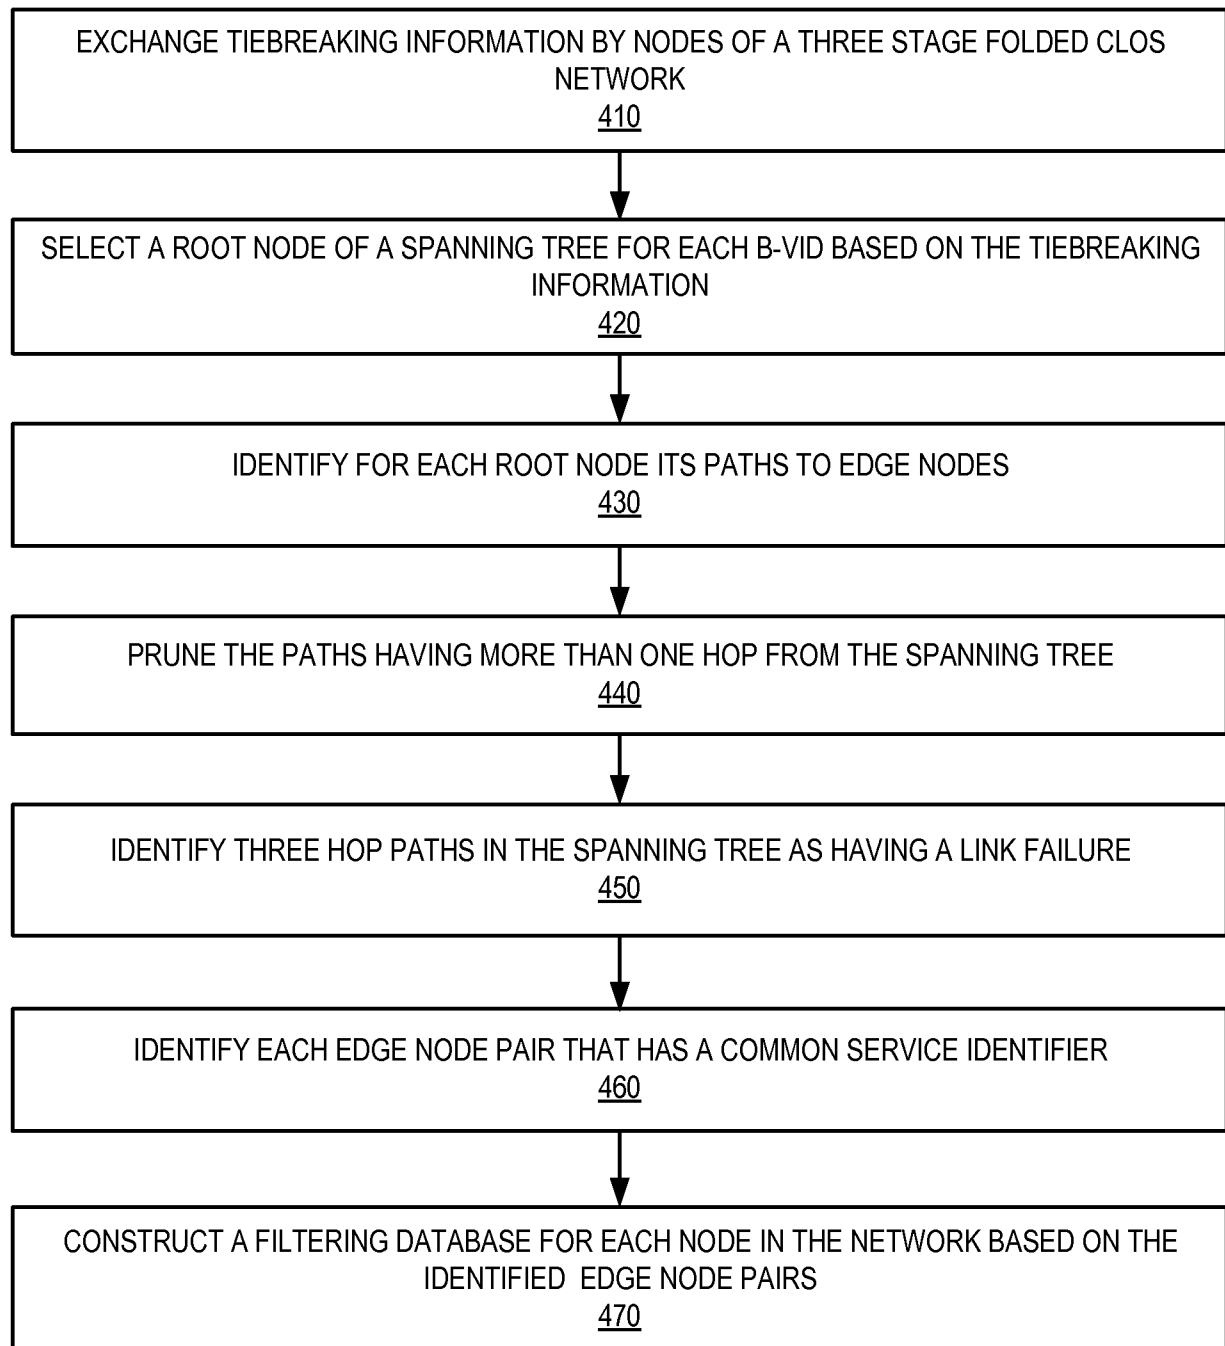 EXCHANGE TIEBREAKING INFORMATION BY NODES OF A THREE STAGE FOLDED CLOS
NETWORK
410
SELECT A ROOT NODE OF A SPANNING TREE FOR EACH B-VID BASED ON THE TIEBREAKING
INFORMATION
420
IDENTIFY FOR EACH ROOT NODE ITS PATHS TO EDGE NODES
430
PRUNE THE PATHS HAVING MORE THAN ONE HOP FROM THE SPANNING TREE
440
IDENTIFY THREE HOP PATHS IN THE SPANNING TREE AS HAVING A LINK FAILURE
450
IDENTIFY EACH EDGE NODE PAIR THAT HAS A COMMON SERVICE IDENTIFIER
460
CONSTRUCT A FILTERING DATABASE FOR EACH NODE IN THE NETWORK BASED ON THE
IDENTIFIED EDGE NODE PAIRS
470